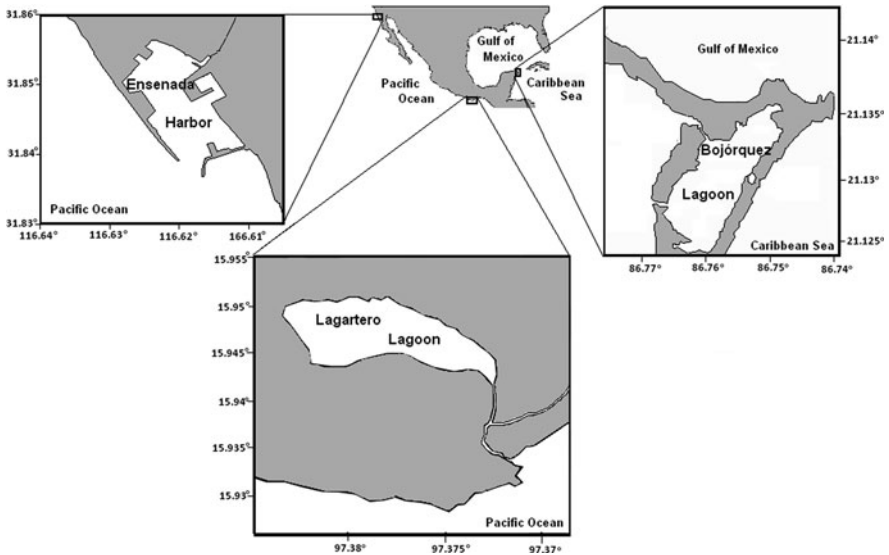 31.86°
31.85°
31.84°
31.83°
116.64°
116.63°
116.62°
116.61°
Ensenada
Harbor
Pacific Ocean
Gulf of
Mexico
Pacific
Ocean
Caribbean
Sea
Gulf of Mexico
Bojórquez
Lagoon
Caribbean Sea
21.14°
21.135°
21.13°
21.125°
86.77°
86.76°
86.75°
86.74°
15.955°
15.95°
15.945°
15.94°
15.935°
15.93°
Lagartero
Lagoon
Pacific Ocean
97.38°
97.375°
97.37°